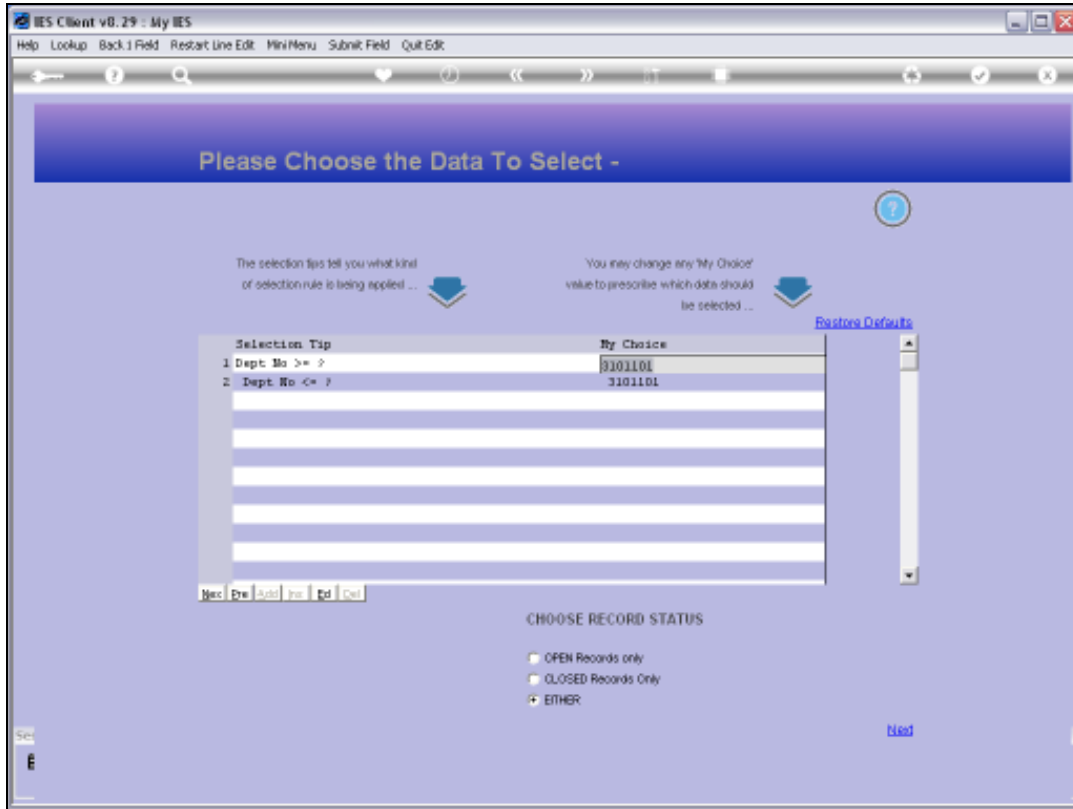 IES Client v8.29 : My IES
Help Lookup Back 1 Field Restart Line Edit MiniMenu Submit Field Quit Edit
Please Choose the Data To Select -
The selection tips tell you what kind
of selection rule is being applied ...
You may change any 'My Choice'
value to prescribe which data should
be selected ...
Restore Defaults
Selection Tip My Choice
1 Dept No >= ? 3101101
2 Dept No <= ? 3101101
Nex Pre Add Ins Ed Del
CHOOSE RECORD STATUS
OPEN Records only
CLOSED Records Only
EITHER
Next